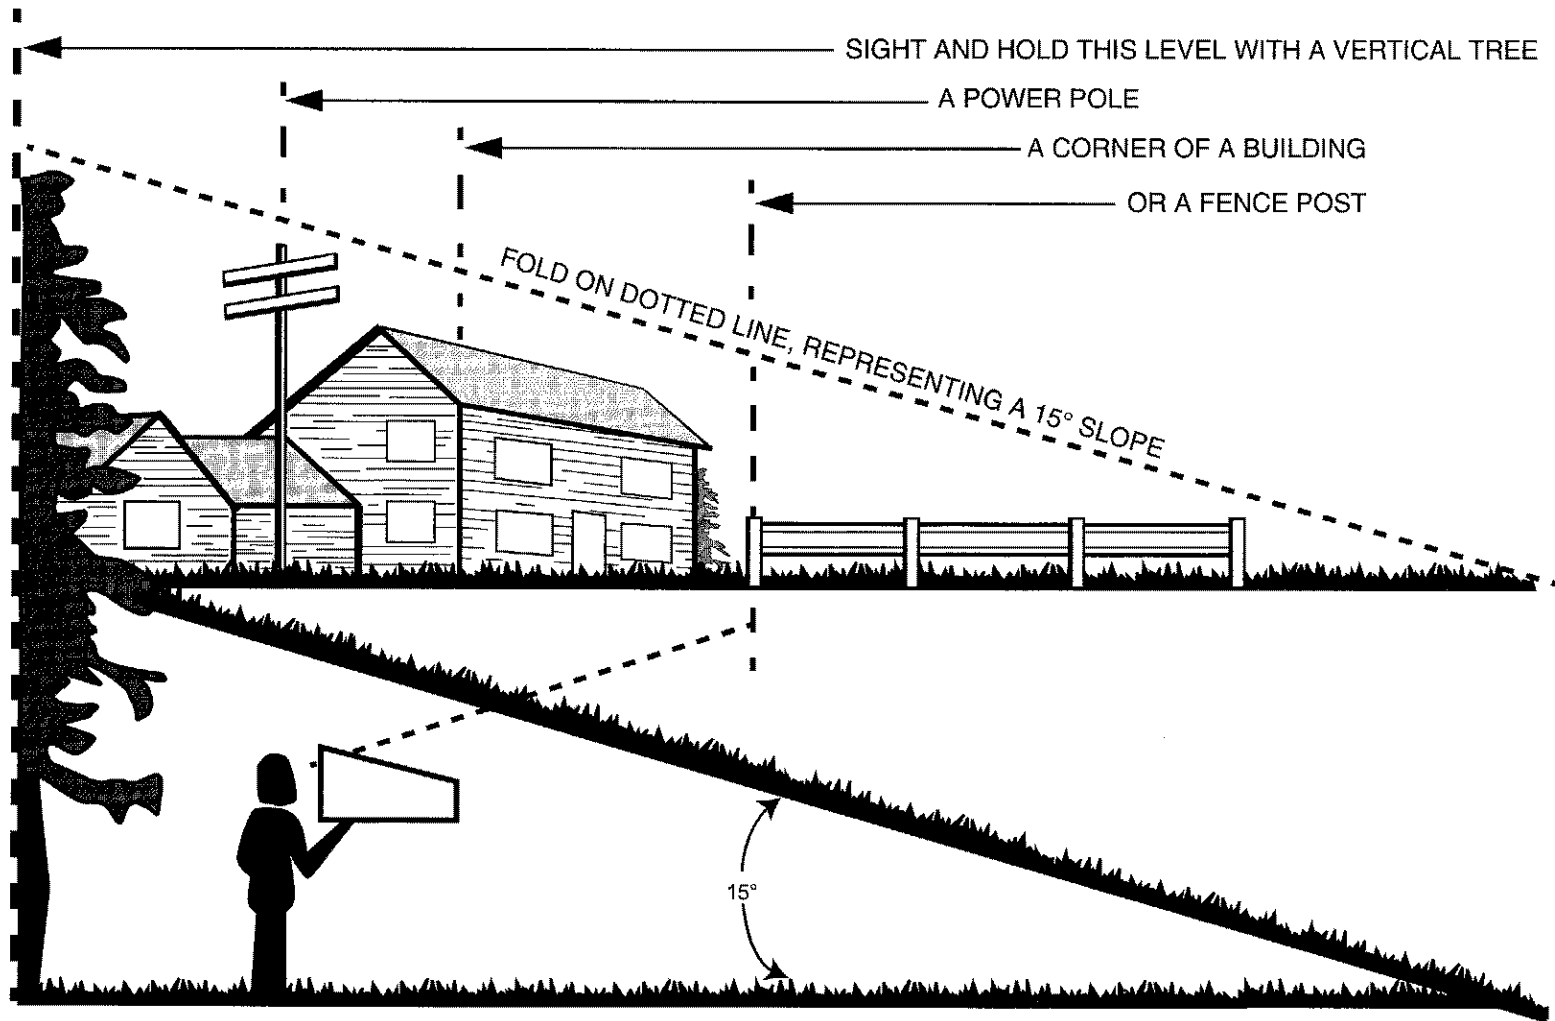 SIGHT AND HOLD THIS LEVEL WITH A VERTICAL TREE
A POWER POLE
A CORNER OF A BUILDING
OR A FENCE POST
FOLD ON DOTTED LINE, REPRESENTING A 15° SLOPE
15°